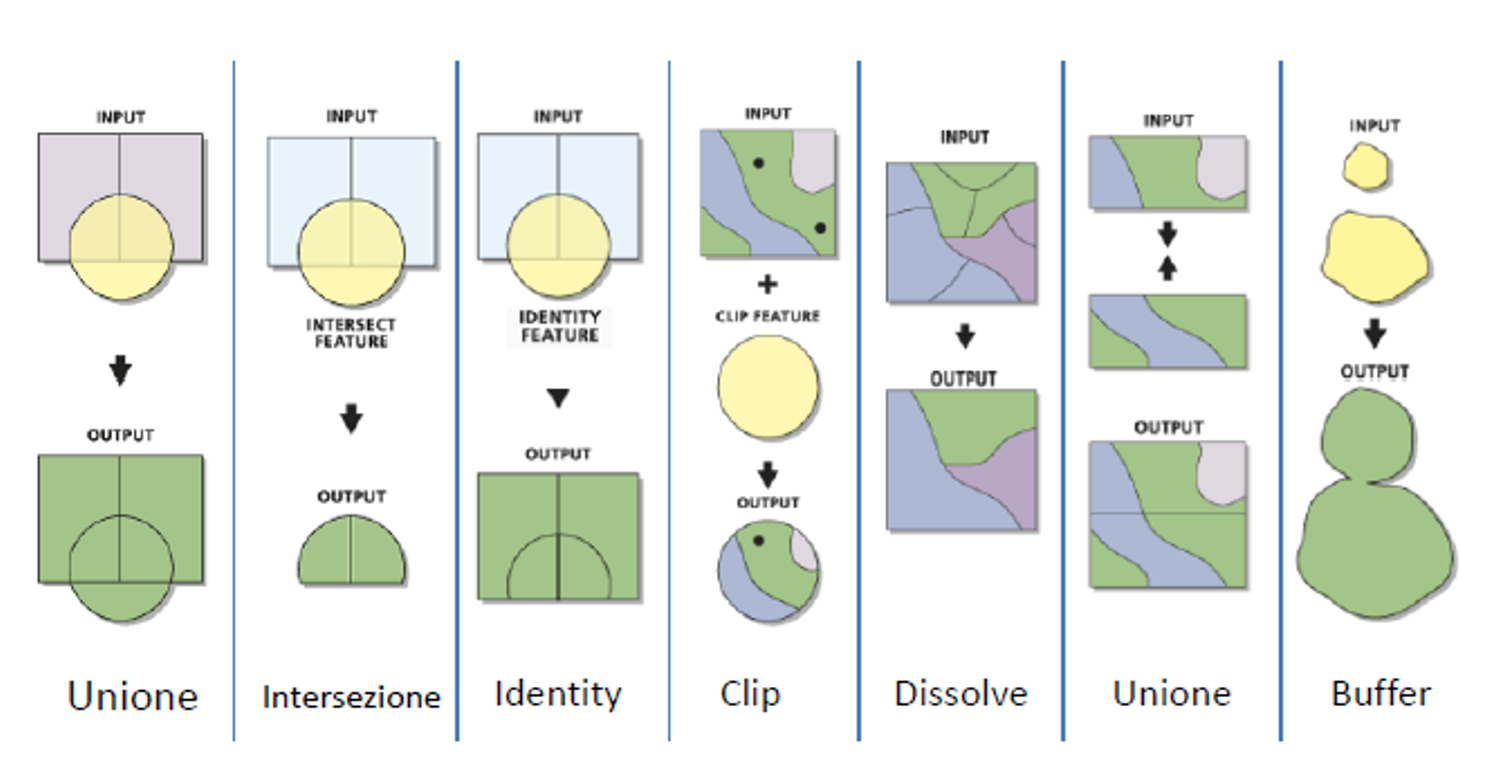 INPUT
OUTPUT
Unione
INPUT
INTERSECT
FEATURE
OUTPUT
Intersezione
INPUT
IDENTITY
FEATURE
OUTPUT
Identity
INPUT
+
CLIP FEATURE
OUTPUT
Clip
INPUT
OUTPUT
Dissolve
INPUT
OUTPUT
Unione
INPUT
OUTPUT
Buffer